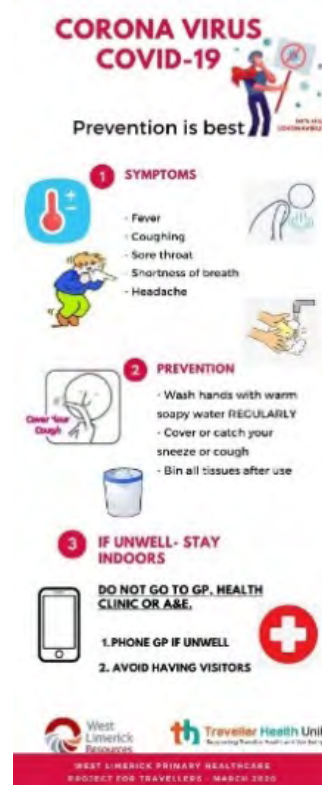 CORONA VIRUS
COVID-19
Prevention is best
1 SYMPTOMS
- Fever
- Coughing
- Sore throat
- Shortness of breath
- Headache
2 PREVENTION
- Wash hands with warm
soapy water REGULARLY
- Cover or catch your
sneeze or cough
- Bin all tissues after use
Cover Your
Cough
3 IF UNWELL- STAY
INDOORS
DO NOT GO TO GP, HEALTH
CLINIC OR A&E.
1.PHONE GP IF UNWELL
2. AVOID HAVING VISITORS
West
Limerick
Resources
th Traveller Health Unit
WEST LIMERICK PRIMARY HEALTHCARE
PROJECT FOR TRAVELLERS - MARCH 2020